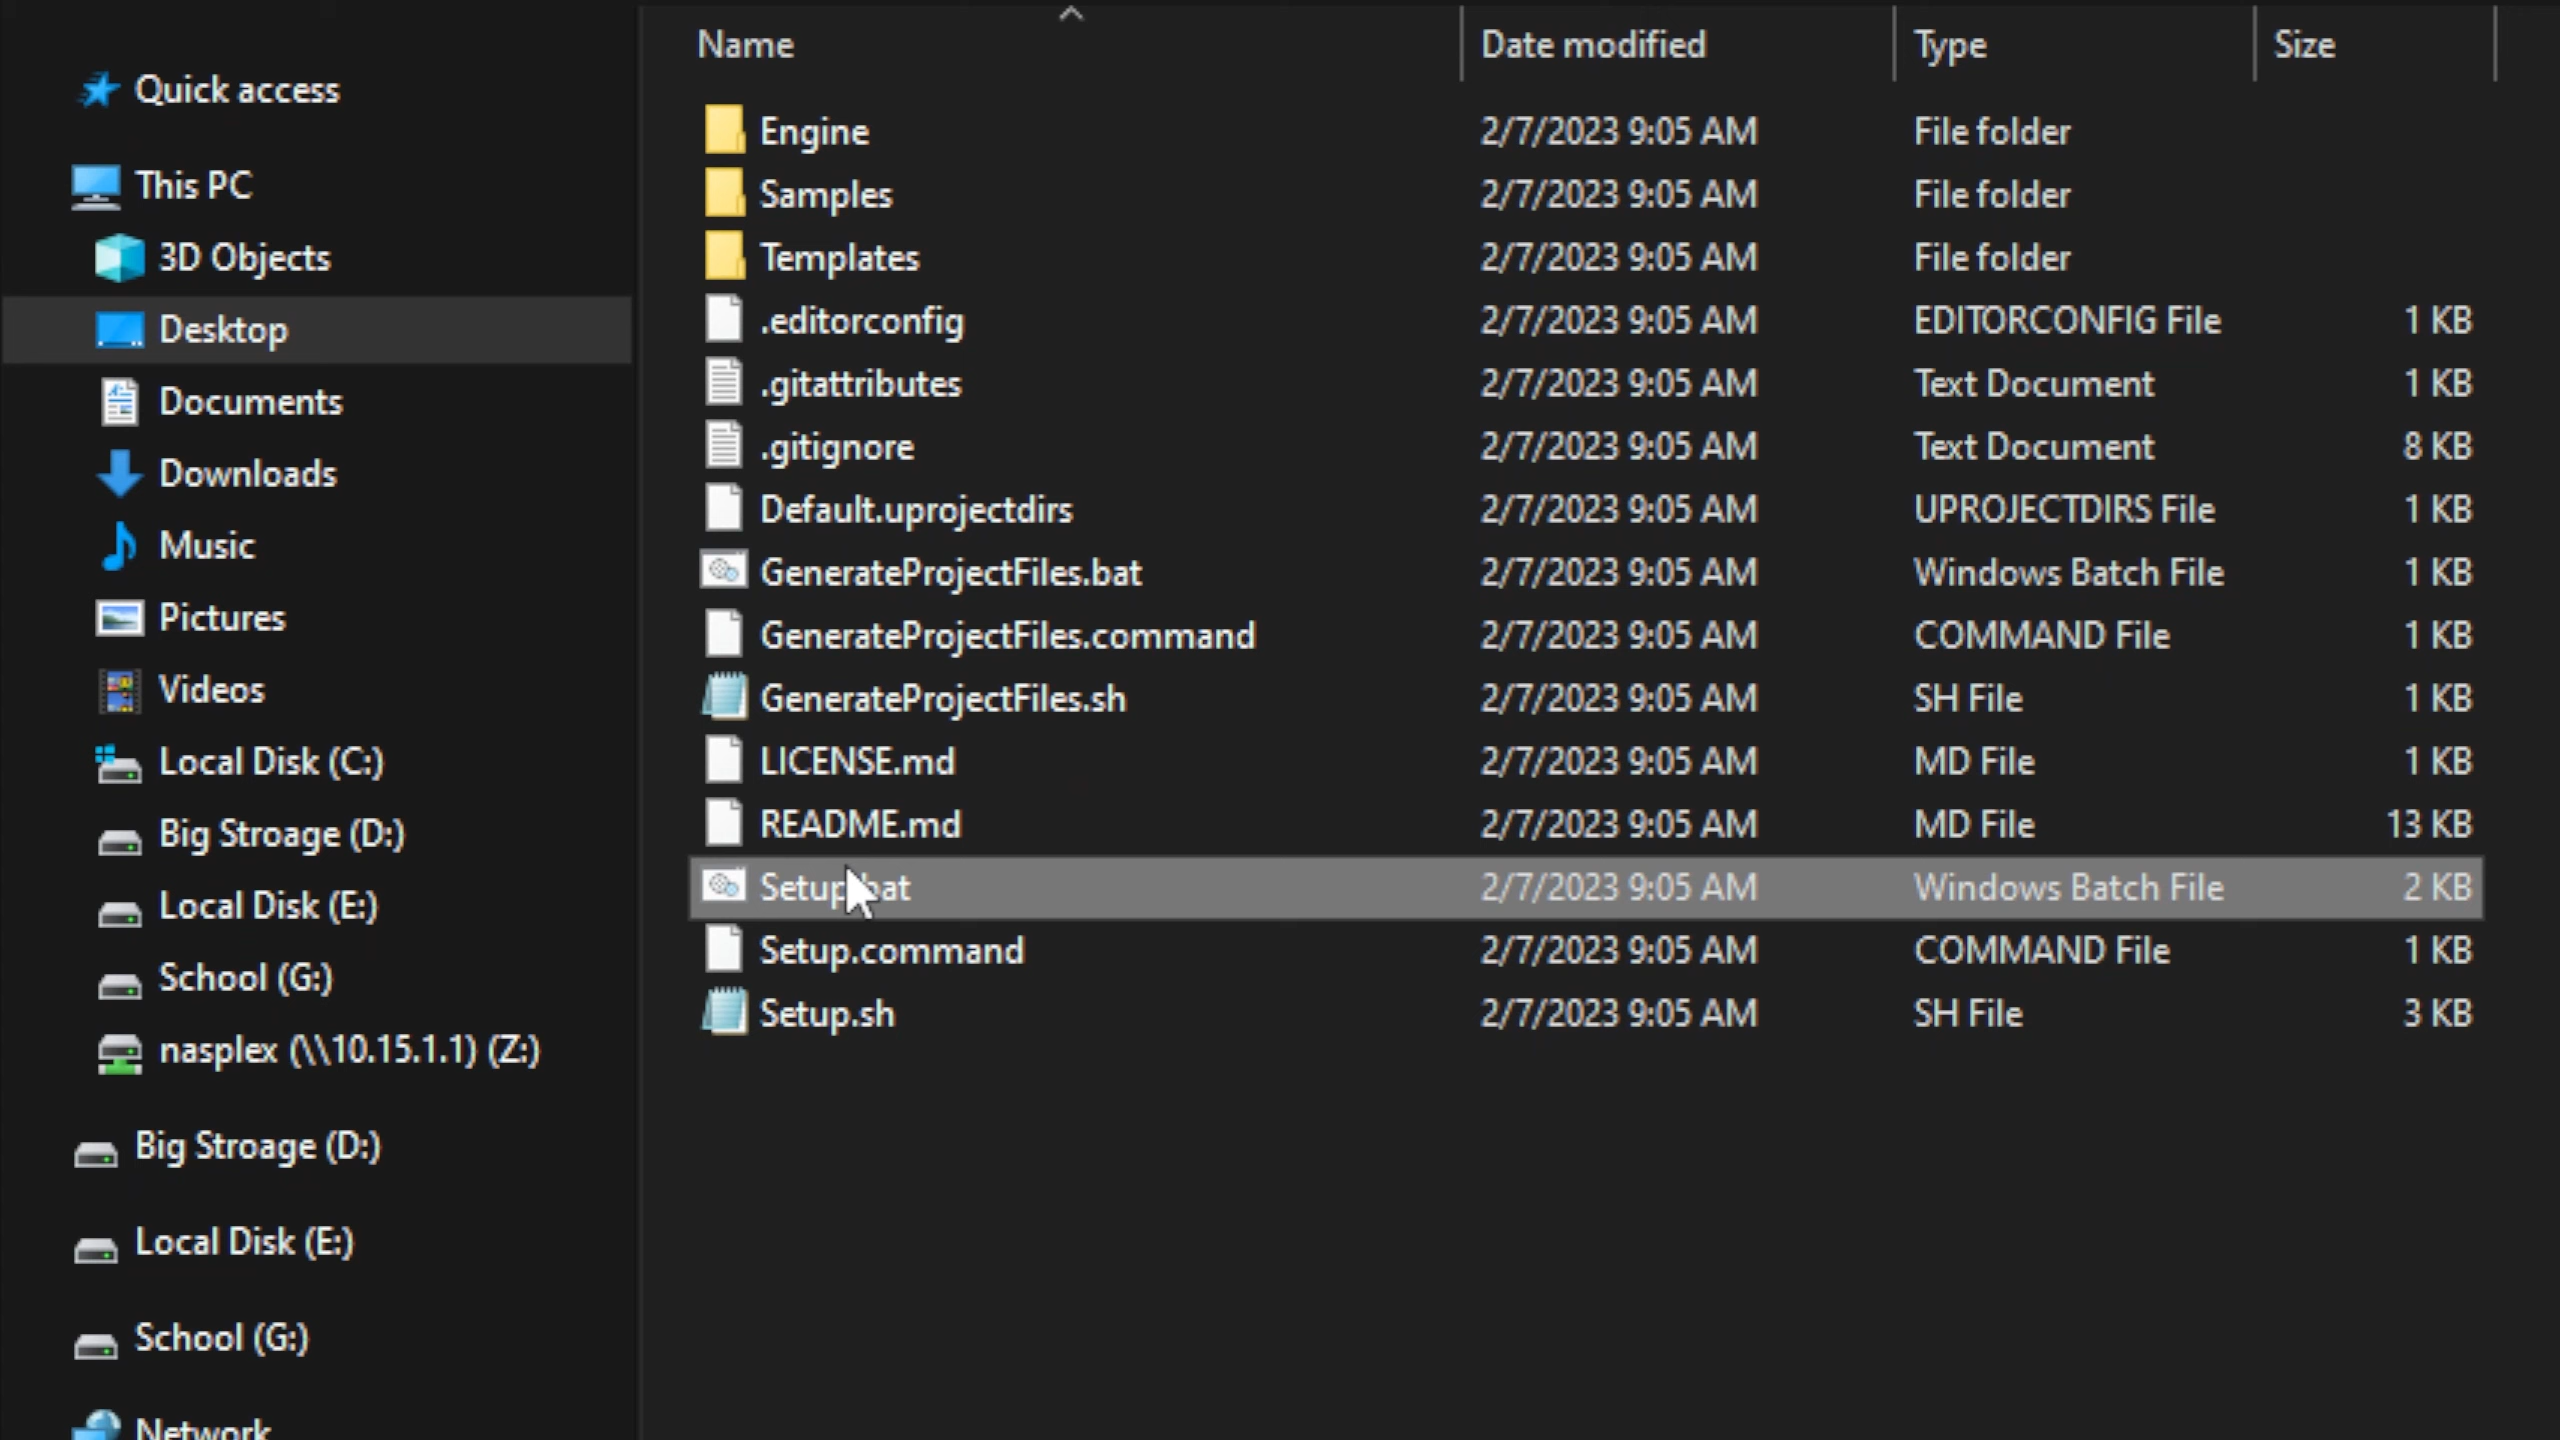 Quick access
This PC
3D Objects
Desktop
Documents
Downloads
Music
Pictures
Videos
Local Disk (C:)
Big Stroage (D:)
Local Disk (E:)
School (G:)
nasplex (\\10.15.1.1) (Z:)
Big Stroage (D:)
Local Disk (E:)
School (G:)
Network
Name Date modified Type Size
Engine 2/7/2023 9:05 AM File folder
Samples 2/7/2023 9:05 AM File folder
Templates 2/7/2023 9:05 AM File folder
.editorconfig 2/7/2023 9:05 AM EDITORCONFIG File 1 KB
.gitattributes 2/7/2023 9:05 AM Text Document 1 KB
.gitignore 2/7/2023 9:05 AM Text Document 8 KB
Default.uprojectdirs 2/7/2023 9:05 AM UPROJECTDIRS File 1 KB
GenerateProjectFiles.bat 2/7/2023 9:05 AM Windows Batch File 1 KB
GenerateProjectFiles.command 2/7/2023 9:05 AM COMMAND File 1 KB
GenerateProjectFiles.sh 2/7/2023 9:05 AM SH File 1 KB
LICENSE.md 2/7/2023 9:05 AM MD File 1 KB
README.md 2/7/2023 9:05 AM MD File 13 KB
Setup.bat 2/7/2023 9:05 AM Windows Batch File 2 KB
Setup.command 2/7/2023 9:05 AM COMMAND File 1 KB
Setup.sh 2/7/2023 9:05 AM SH File 3 KB